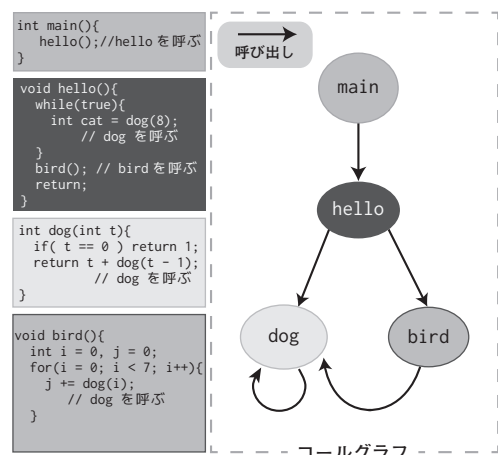 int main(){
hello();//hello を呼ぶ
}
void hello(){
while(true){
int cat = dog(8);
// dog を呼ぶ
}
bird(); // bird を呼ぶ
return;
}
int dog(int t){
if( t == 0 ) return 1;
return t + dog(t - 1);
// dog を呼ぶ
}
void bird(){
int i = 0, j = 0;
for(i = 0; i < 7; i++){
j += dog(i);
// dog を呼ぶ
}
呼び出し
main
hello
dog
bird
コールグラフ